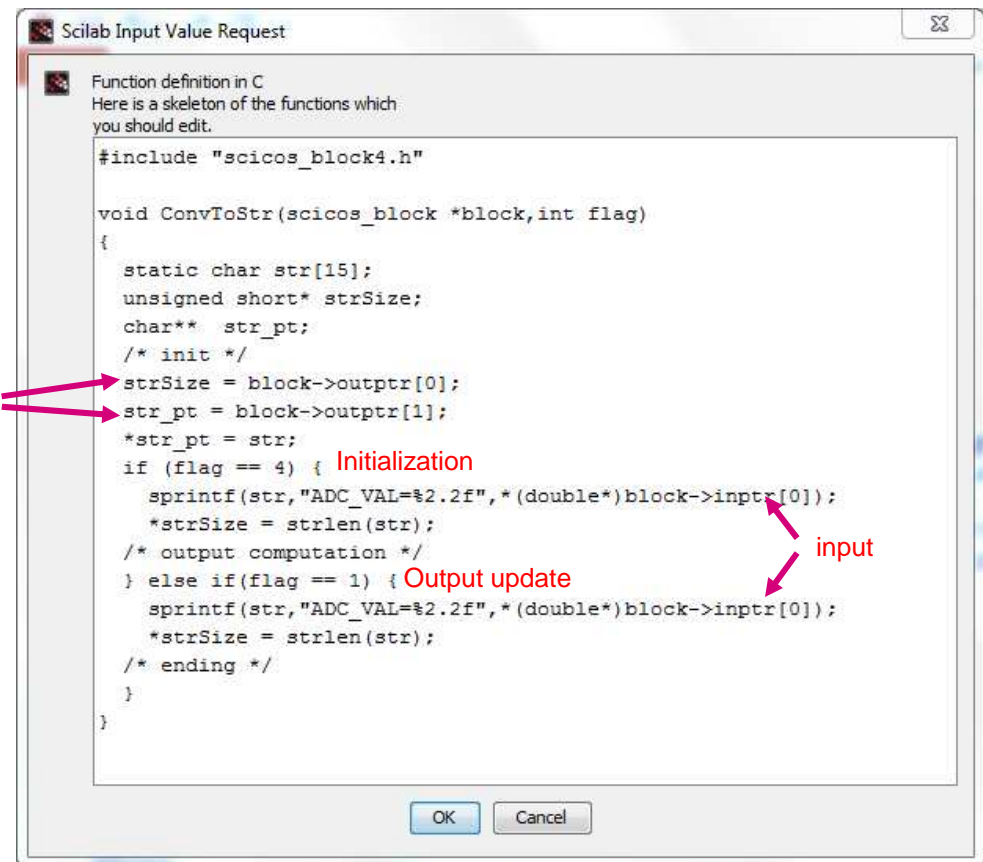 Scilab Input Value Request
Function definition in C
Here is a skeleton of the functions which
you should edit.
#include "scicos_block4.h"
void ConvToStr(scicos_block *block,int flag)
{
static char str[15];
unsigned short* strSize;
char**  str_pt;
/* init */
strSize = block->outptr[0];
str_pt = block->outptr[1];
*str_pt = str;
if (flag == 4) { Initialization
sprintf(str,"ADC_VAL=%2.2f",*(double*)block->inptr[0]);
*strSize = strlen(str);
/* output computation */
input
} else if(flag == 1) { Output update
sprintf(str,"ADC_VAL=%2.2f",*(double*)block->inptr[0]);
*strSize = strlen(str);
/* ending */
}
}
OK Cancel